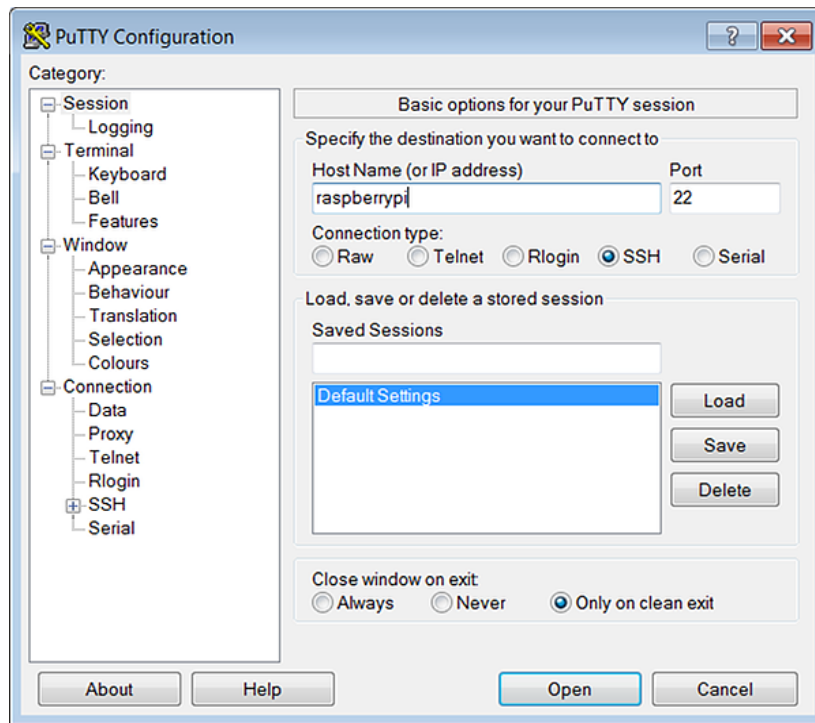 PuTTY Configuration
Category:
Session
Logging
Terminal
Keyboard
Bell
Features
Window
Appearance
Behaviour
Translation
Selection
Colours
Connection
Data
Proxy
Telnet
Rlogin
SSH
Serial
Basic options for your PuTTY session
Specify the destination you want to connect to
Host Name (or IP address) Port
raspberrypi 22
Connection type:
Raw Telnet Rlogin SSH Serial
Load, save or delete a stored session
Saved Sessions
Default Settings
Load
Save
Delete
Close window on exit:
Always Never Only on clean exit
About Help Open Cancel